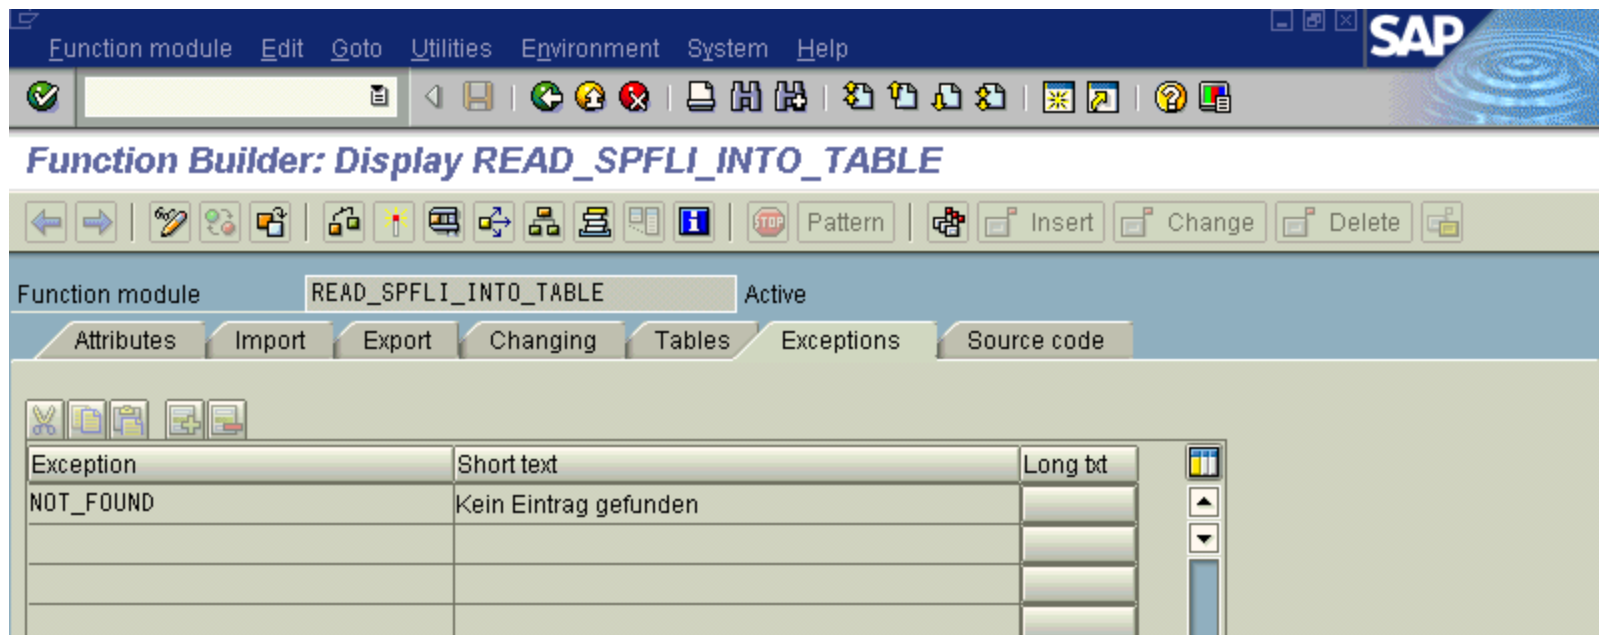 Function module Edit Goto Utilities Environment System Help
SAP
Function Builder: Display READ_SPFLI_INTO_TABLE
STOP Pattern Insert Change Delete
Function module READ_SPFLI_INTO_TABLE Active
Attributes Import Export Changing Tables Exceptions Source code
Exception Short text Long txt
NOT_FOUND Kein Eintrag gefunden